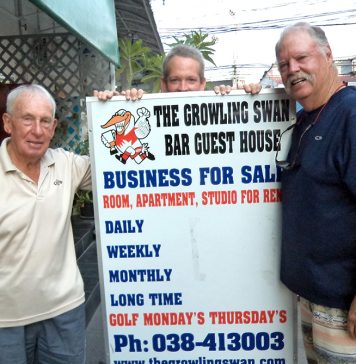 THE GROWLING SWAN
BAR GUEST HOUSE
BUSINESS FOR SALE
ROOM, APARTMENT, STUDIO FOR RENT
DAILY
WEEKLY
MONTHLY
LONG TIME
GOLF MONDAY'S THURSDAY'S
Ph: 038-413003
www.thegrowlingswan.com